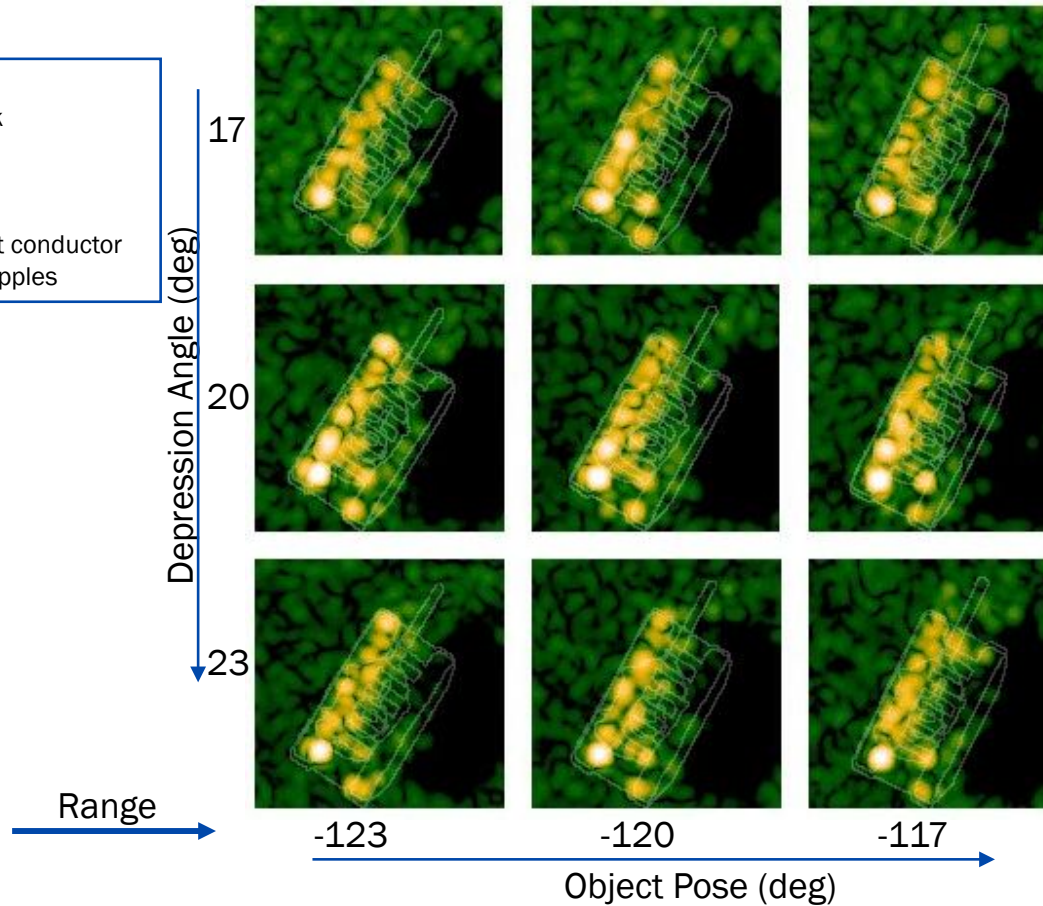 t conductor
pples
Depression Angle (deg)
17
20
23
Range
-123
-120
-117
Object Pose (deg)